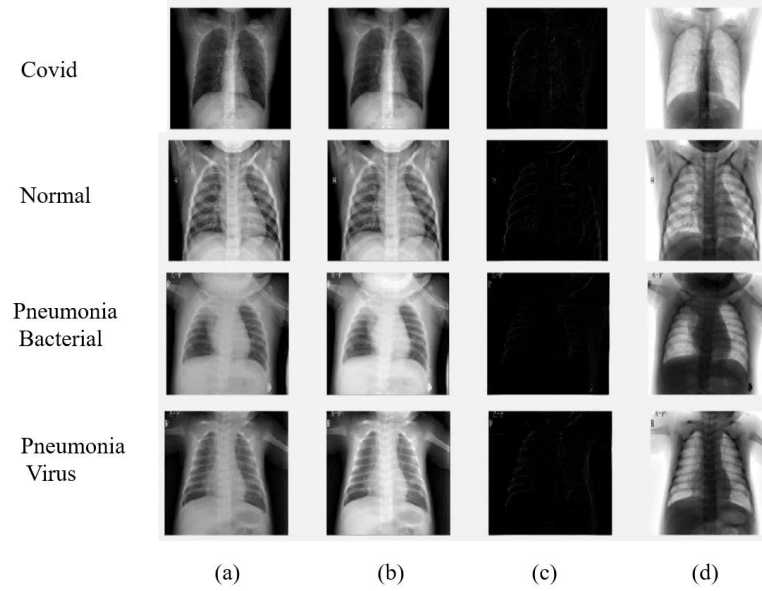 Covid
Normal
R
R
R
Pneumonia
Bacterial
A-P
A-P
A-P
Pneumonia
Virus
A-P
A-P
A-P
(a) (b) (c) (d)